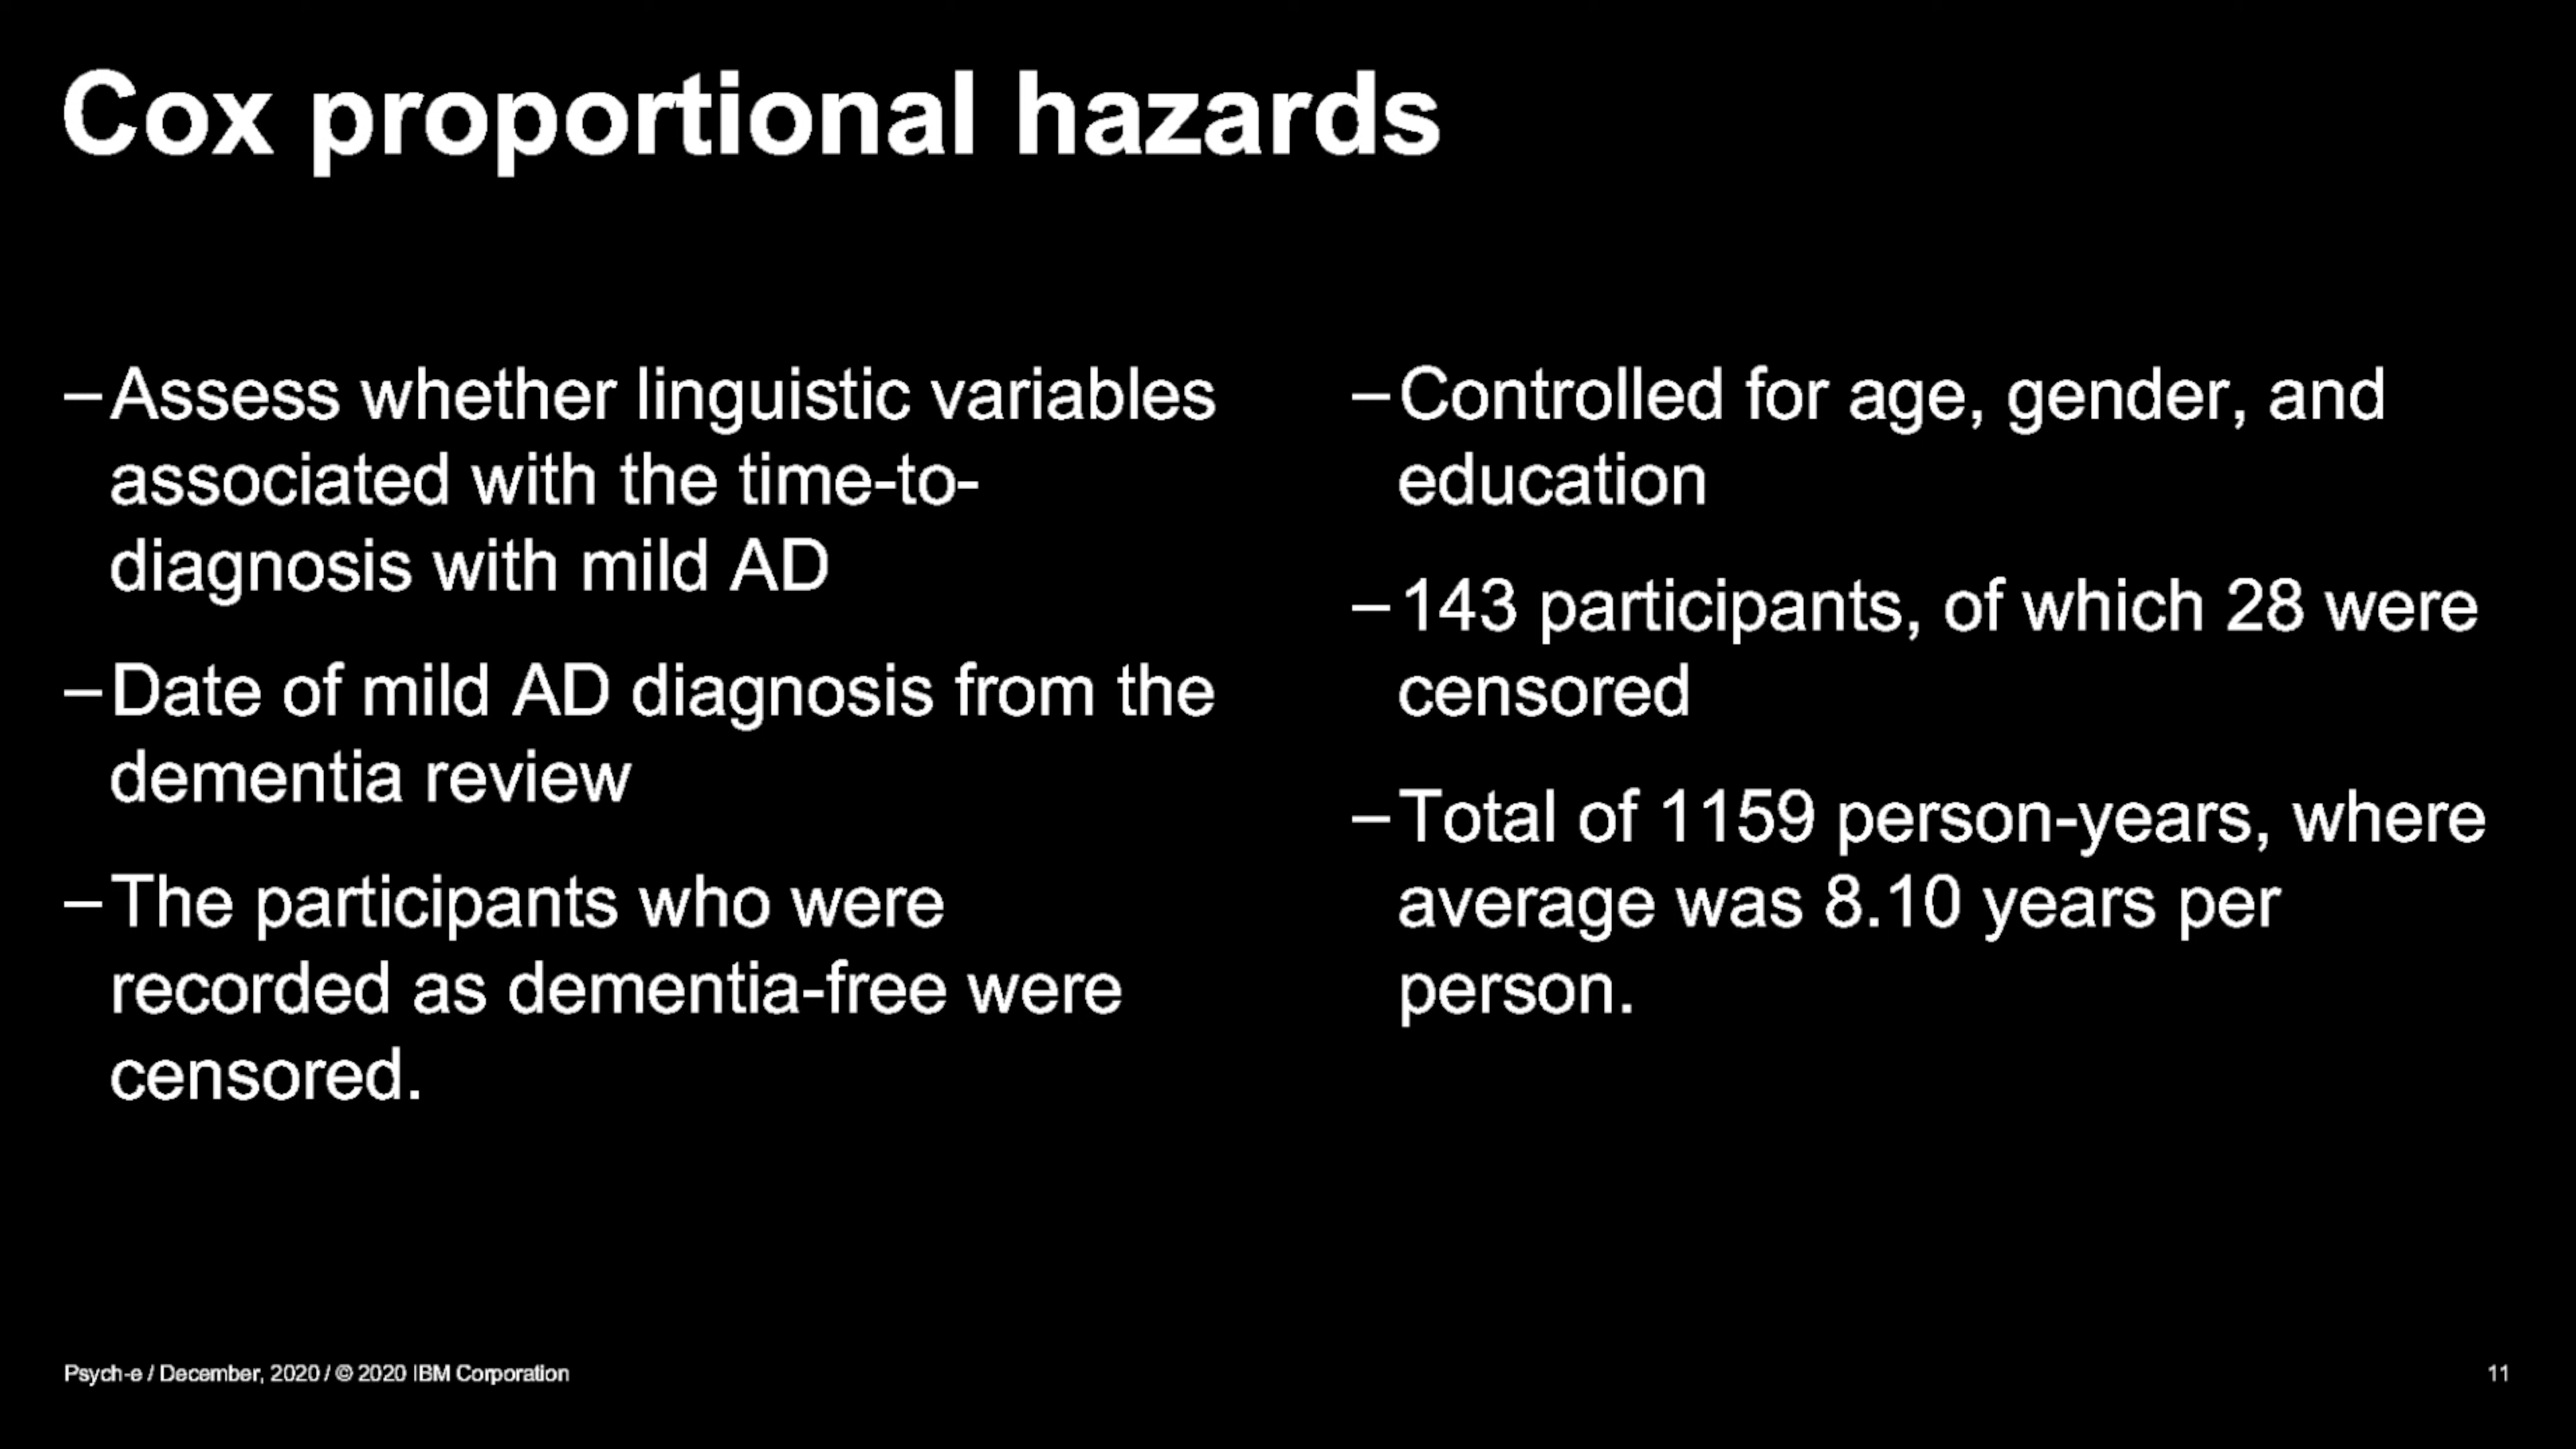 Cox proportional hazards
–Assess whether linguistic variables
associated with the time-to-
diagnosis with mild AD
–Date of mild AD diagnosis from the
dementia review
–The participants who were
recorded as dementia-free were
censored.
–Controlled for age, gender, and
education
–143 participants, of which 28 were
censored
–Total of 1159 person-years, where
average was 8.10 years per
person.
Psych-e / December, 2020 / © 2020 IBM Corporation
11